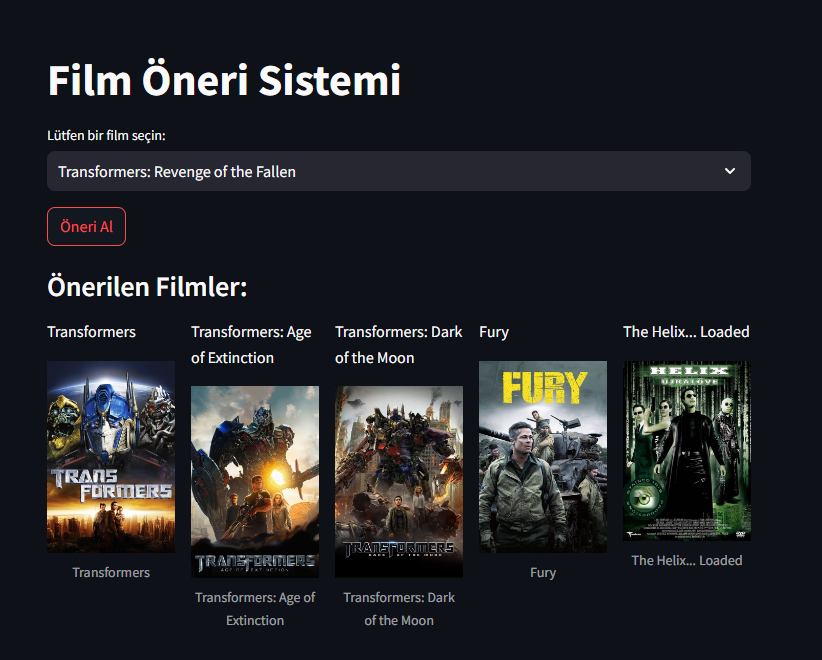 Film Öneri Sistemi
Lütfen bir film seçin:
Transformers: Revenge of the Fallen
Öneri Al
Önerilen Filmler:
Transformers
Transformers: Age
of Extinction
Transformers: Dark
of the Moon
Fury
The Helix... Loaded
TRANSFORMERS
TRANSFORMERS
AGE OF EXTINCTION
TRANSFORMERS
DARK OF THE MOON
FURY
HELIX
ÚJRALÖVE
Transformers
Transformers: Age of
Extinction
Transformers: Dark
of the Moon
Fury
The Helix... Loaded